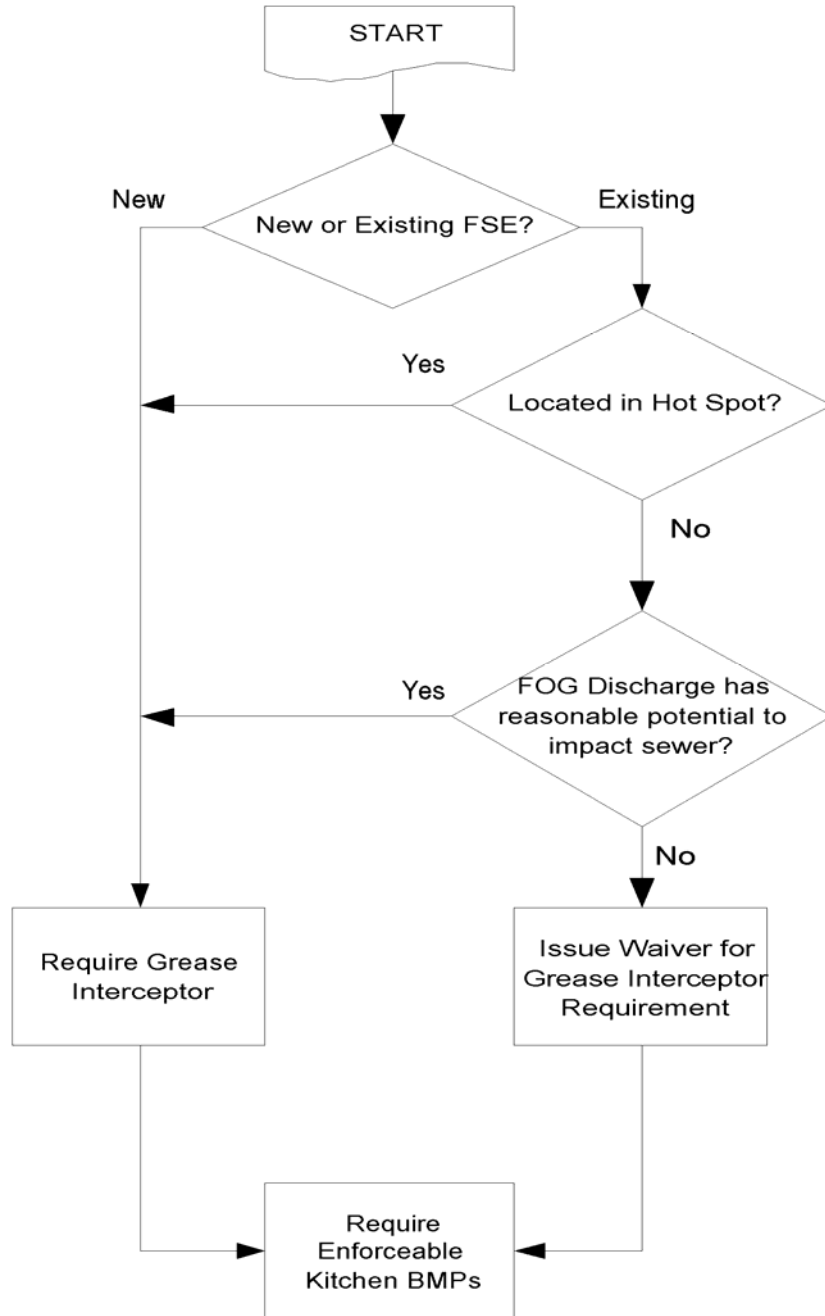 START
New
New or Existing FSE?
Existing
Yes
Located in Hot Spot?
No
Yes
FOG Discharge has
reasonable potential to
impact sewer?
No
Require Grease
Interceptor
Issue Waiver for
Grease Interceptor
Requirement
Require
Enforceable
Kitchen BMPs